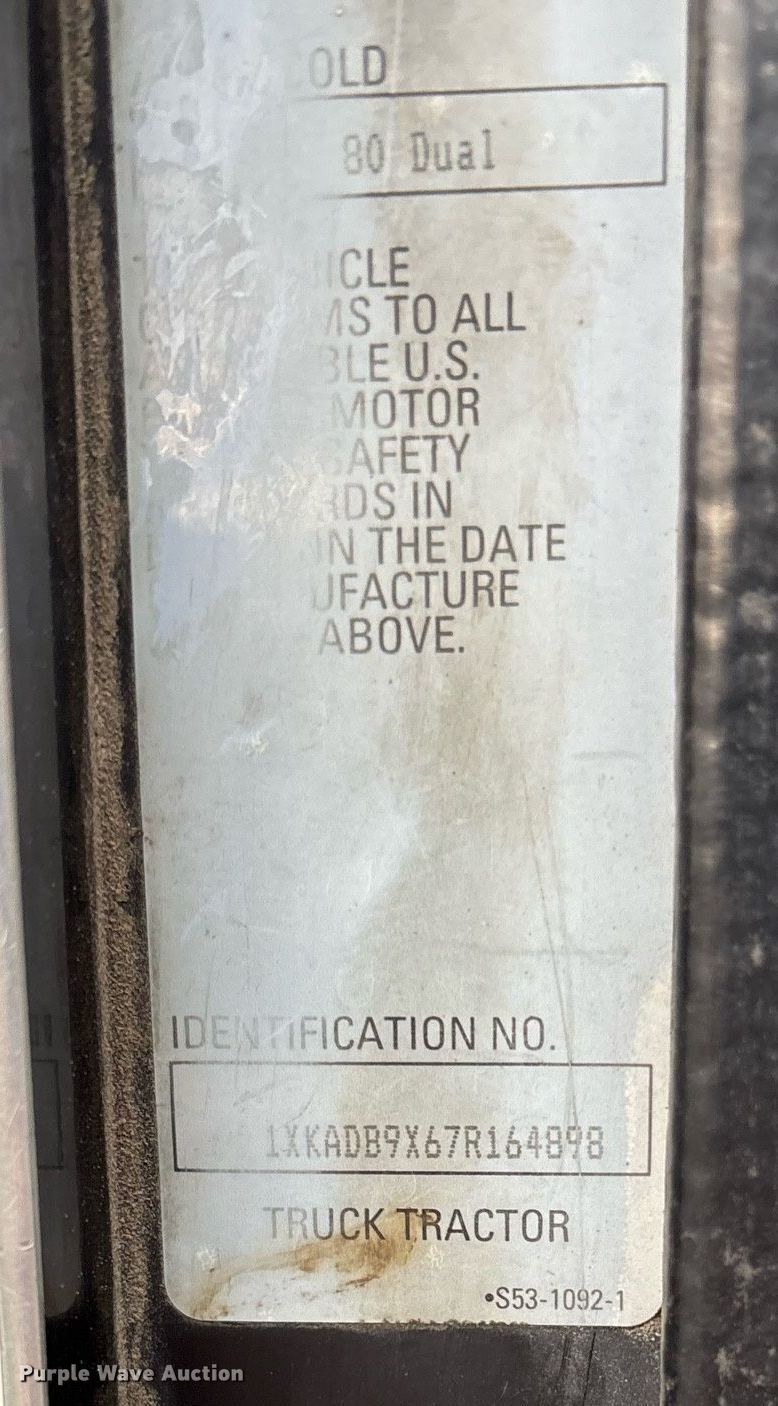 OLD
80 Dual
ICLE
MS TO ALL
BLE U.S.
MOTOR
SAFETY
RDS IN
IN THE DATE
UFACTURE
ABOVE.
IDENTIFICATION NO.
1XKADB9X67R164898
TRUCK TRACTOR
•S53-1092-1
Purple Wave Auction